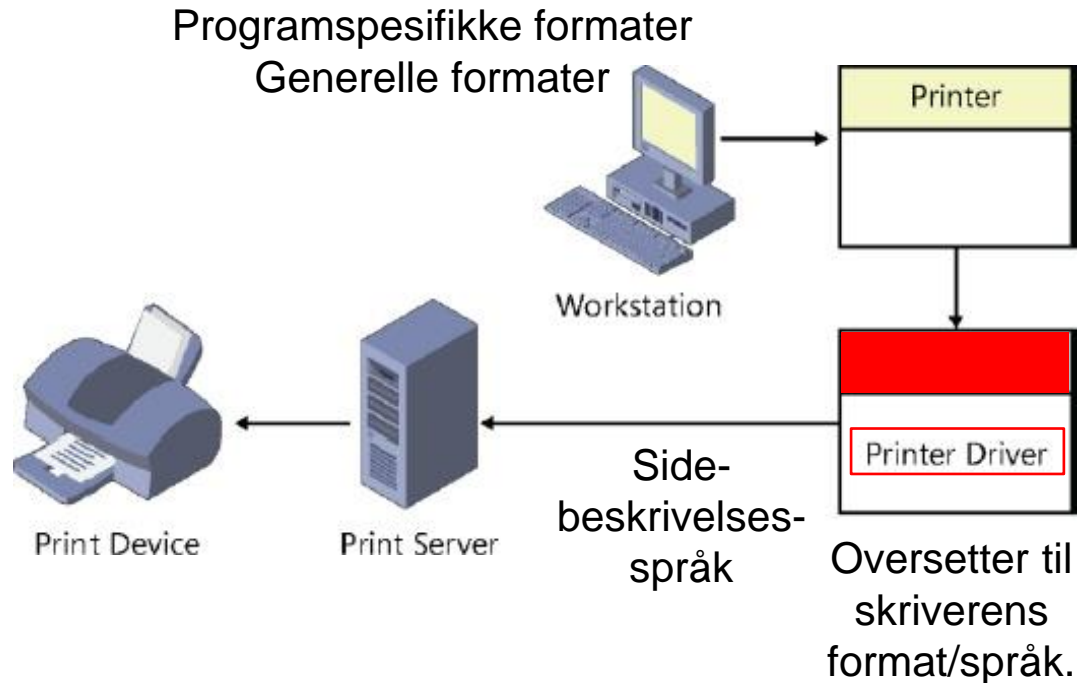 Programspesifikke formater
Generelle formater
Printer
Workstation
Printer Driver
Side-
beskrivelses-
språk
Print Device
Print Server
Oversetter til
skriverens
format/språk.